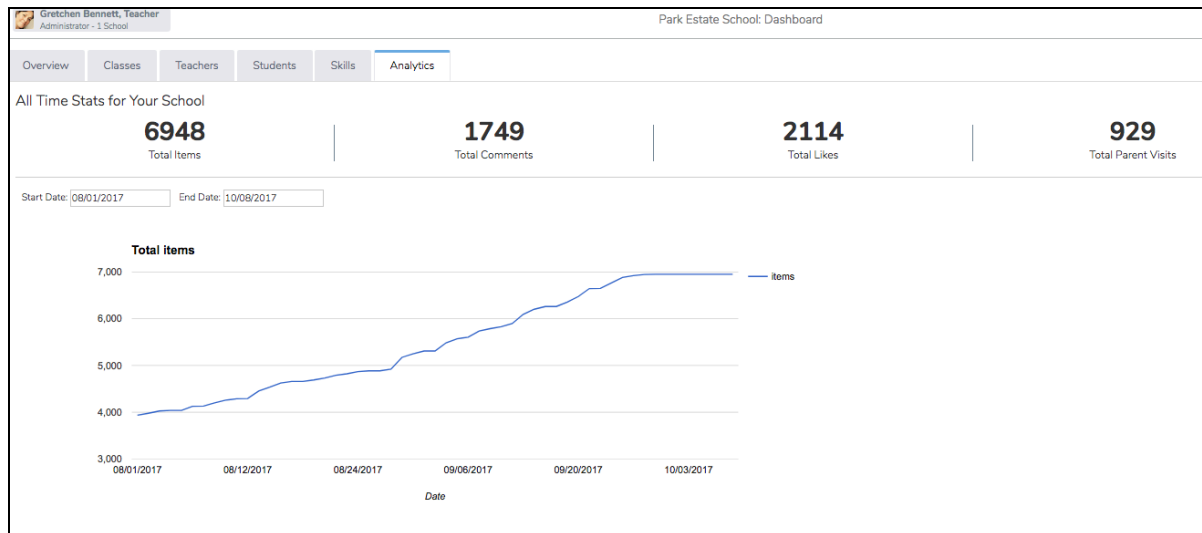 Gretchen Bennett, Teacher
Administrator - 1 School
Park Estate School: Dashboard
Overview Classes Teachers Students Skills Analytics
All Time Stats for Your School
6948 1749 2114 929
Total Items Total Comments Total Likes Total Parent Visits
Start Date: 08/01/2017 End Date: 10/08/2017
Total items
7,000
items
6,000
5,000
4,000
3,000
08/01/2017 08/12/2017 08/24/2017 09/06/2017 09/20/2017 10/03/2017
Date